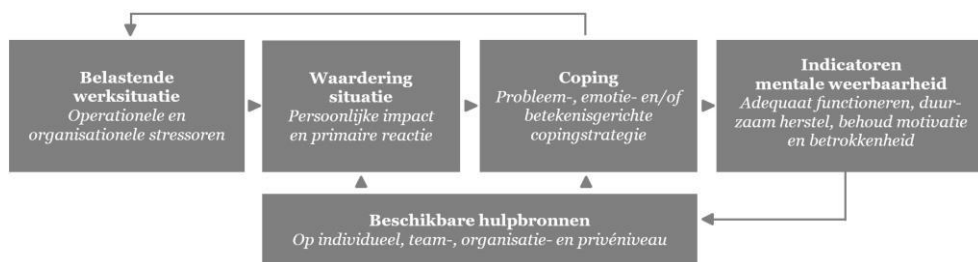 Belastende
werksituatie
Operationele en
organisationele stressoren
Waardering
situatie
Persoonlijke impact
en primaire reactie
Coping
Probleem-, emotie- en/of
betekenisgerichte
copingstrategie
Indicatoren
mentale weerbaarheid
Adequaat functioneren, duur-
zaam herstel, behoud motivatie
en betrokkenheid
Beschikbare hulpbronnen
Op individueel, team-, organisatie- en privéniveau